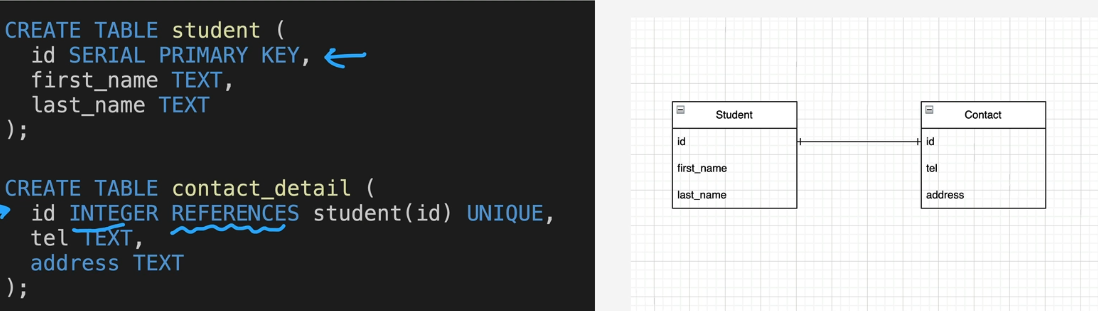 CREATE TABLE student (
id SERIAL PRIMARY KEY,
first_name TEXT,
last_name TEXT
);
CREATE TABLE contact_detail (
id INTEGER REFERENCES student(id) UNIQUE,
tel TEXT,
address TEXT
);
Student
id
first_name
last_name
Contact
id
tel
address